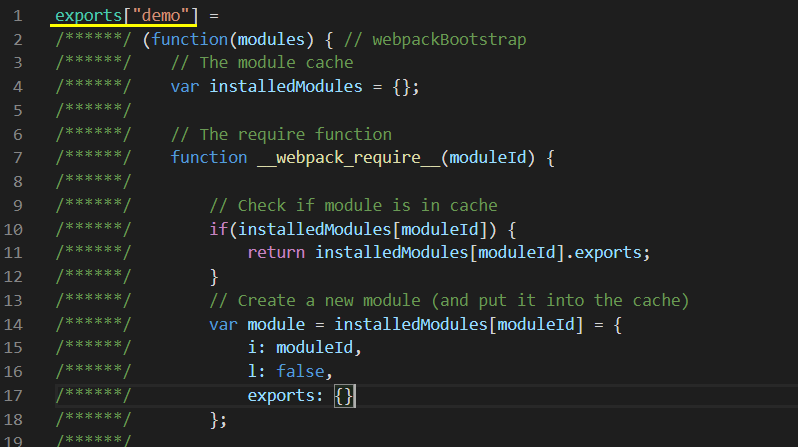 1 exports["demo"] =
2 /******/ (function(modules) { // webpackBootstrap
3 /******/ // The module cache
4 /******/ var installedModules = {};
5 /******/
6 /******/ // The require function
7 /******/ function __webpack_require__(moduleId) {
8 /******/
9 /******/ // Check if module is in cache
10 /******/ if(installedModules[moduleId]) {
11 /******/ return installedModules[moduleId].exports;
12 /******/ }
13 /******/ // Create a new module (and put it into the cache)
14 /******/ var module = installedModules[moduleId] = {
15 /******/ i: moduleId,
16 /******/ l: false,
17 /******/ exports: {}
18 /******/ };
19 /******/